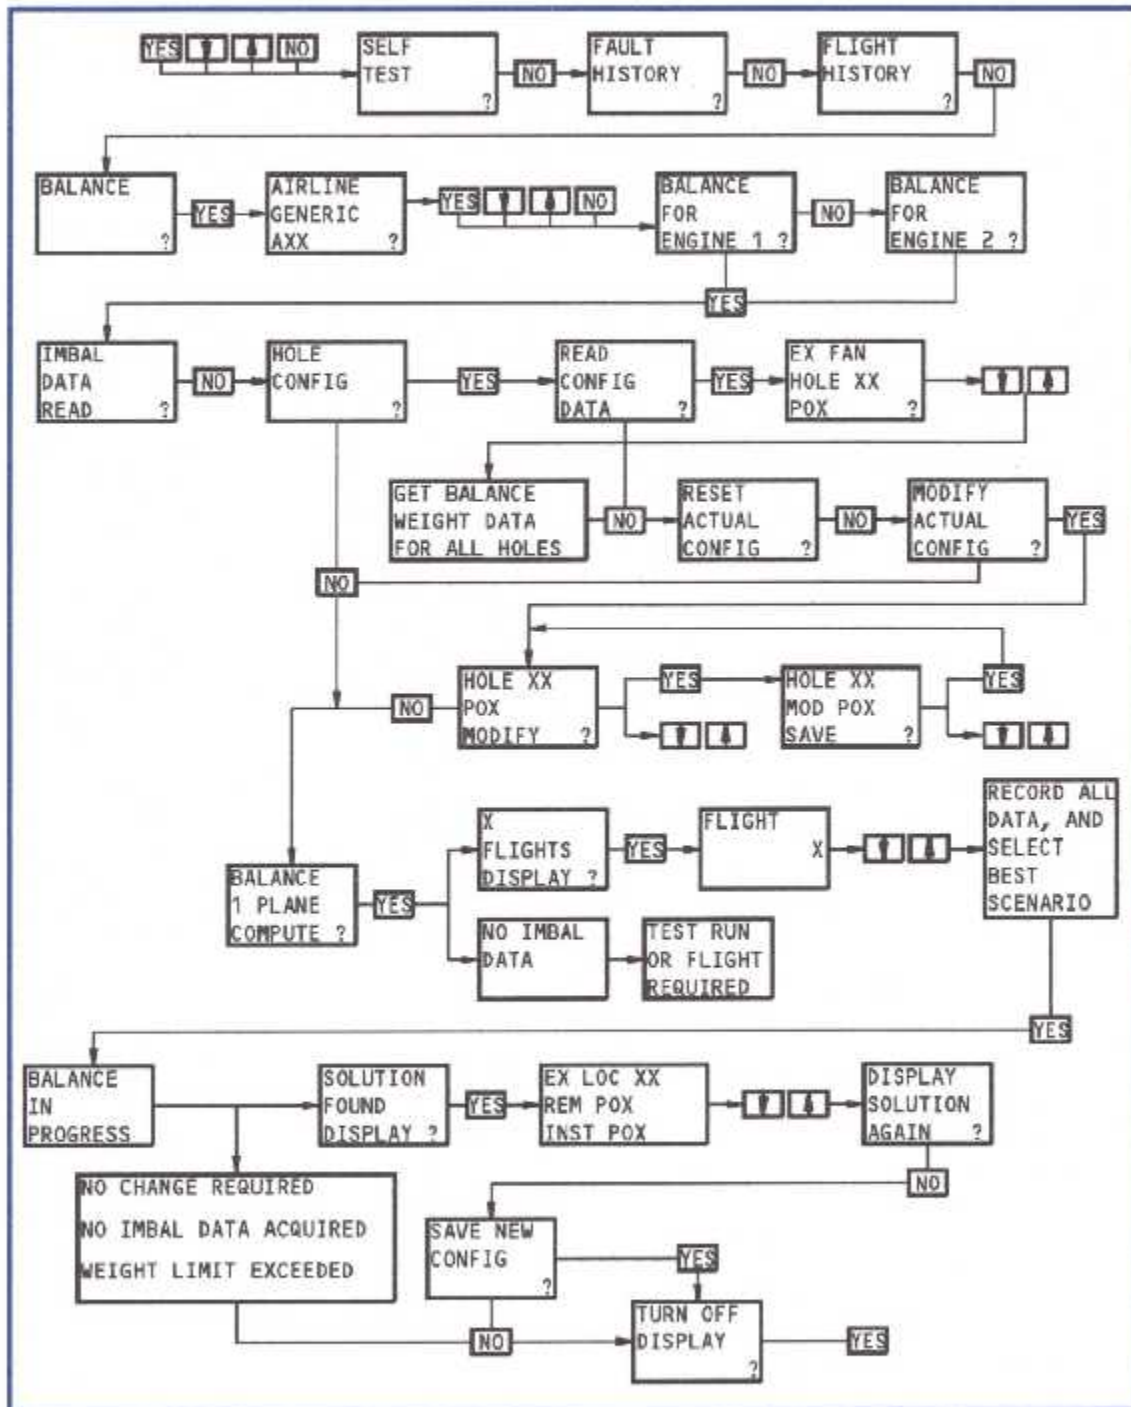 YES NO
SELF
TEST
?
NO
FAULT
HISTORY
?
NO
FLIGHT
HISTORY
?
NO
BALANCE
?
YES
AIRLINE
GENERIC
AXX ?
YES NO
BALANCE
FOR
ENGINE 1 ?
NO
BALANCE
FOR
ENGINE 2 ?
YES
IMBAL
DATA
READ ?
NO
HOLE
CONFIG
?
YES
READ
CONFIG
DATA ?
YES
EX FAN
HOLE XX
POX ?
GET BALANCE
WEIGHT DATA
FOR ALL HOLES
NO
RESET
ACTUAL
CONFIG ?
NO
MODIFY
ACTUAL
CONFIG ?
YES
NO
NO
HOLE XX
POX
MODIFY ?
YES
HOLE XX
MOD POX
SAVE ?
YES
BALANCE
1 PLANE
COMPUTE ?
YES
X
FLIGHTS
DISPLAY ?
YES
FLIGHT
X
RECORD ALL
DATA, AND
SELECT
BEST
SCENARIO
NO IMBAL
DATA
TEST RUN
OR FLIGHT
REQUIRED
YES
BALANCE
IN
PROGRESS
SOLUTION
FOUND
DISPLAY ?
YES
EX LOC XX
REM POX
INST POX
DISPLAY
SOLUTION
AGAIN ?
NO
NO CHANGE REQUIRED
NO IMBAL DATA ACQUIRED
WEIGHT LIMIT EXCEEDED
SAVE NEW
CONFIG
?
YES
NO
TURN OFF
DISPLAY
?
YES